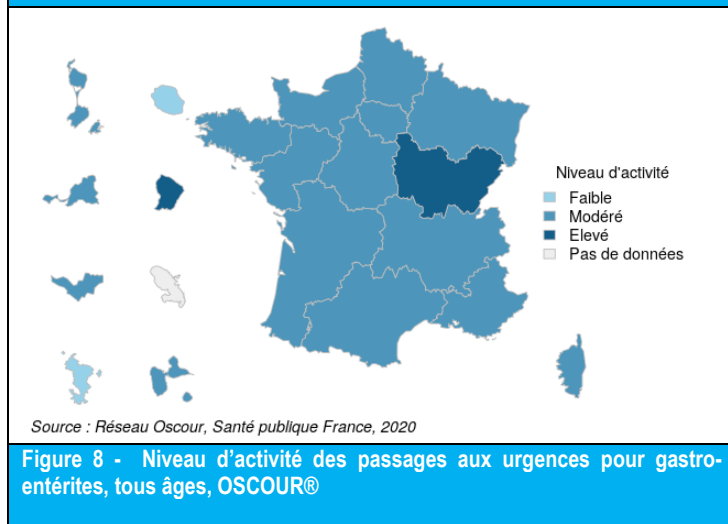 Niveau d'activité
Faible
Modéré
Elevé
Pas de données
Source : Réseau Oscour, Santé publique France, 2020
Figure 8 - Niveau d’activité des passages aux urgences pour gastro-
entérites, tous âges, OSCOUR®